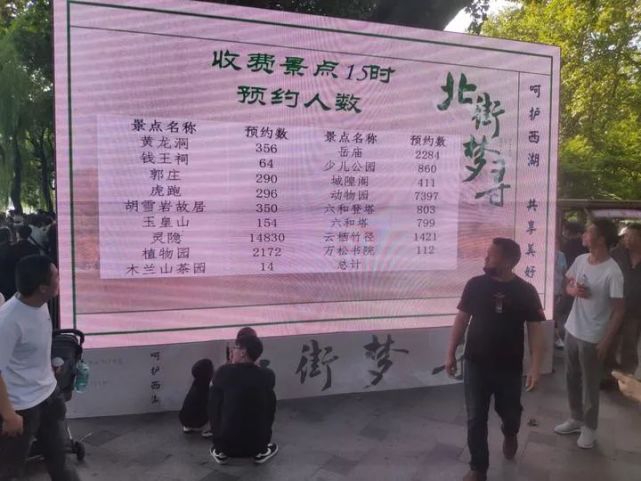 收费景点15时
预约人数
景点名称 预约数 景点名称 预约数
黄龙洞 356 岳庙 2284
钱王祠 64 少儿公园 860
郭庄 290 城隍阁 411
虎跑 296 动物园 7397
胡雪岩故居 350 六和登塔 803
玉皇山 154 六和塔 799
灵隐 14830 云栖竹径 1421
植物园 2172 万松书院 112
木兰山茶园 14 总计
北街梦寻
呵护西湖 共享美好
呵护西湖
街梦